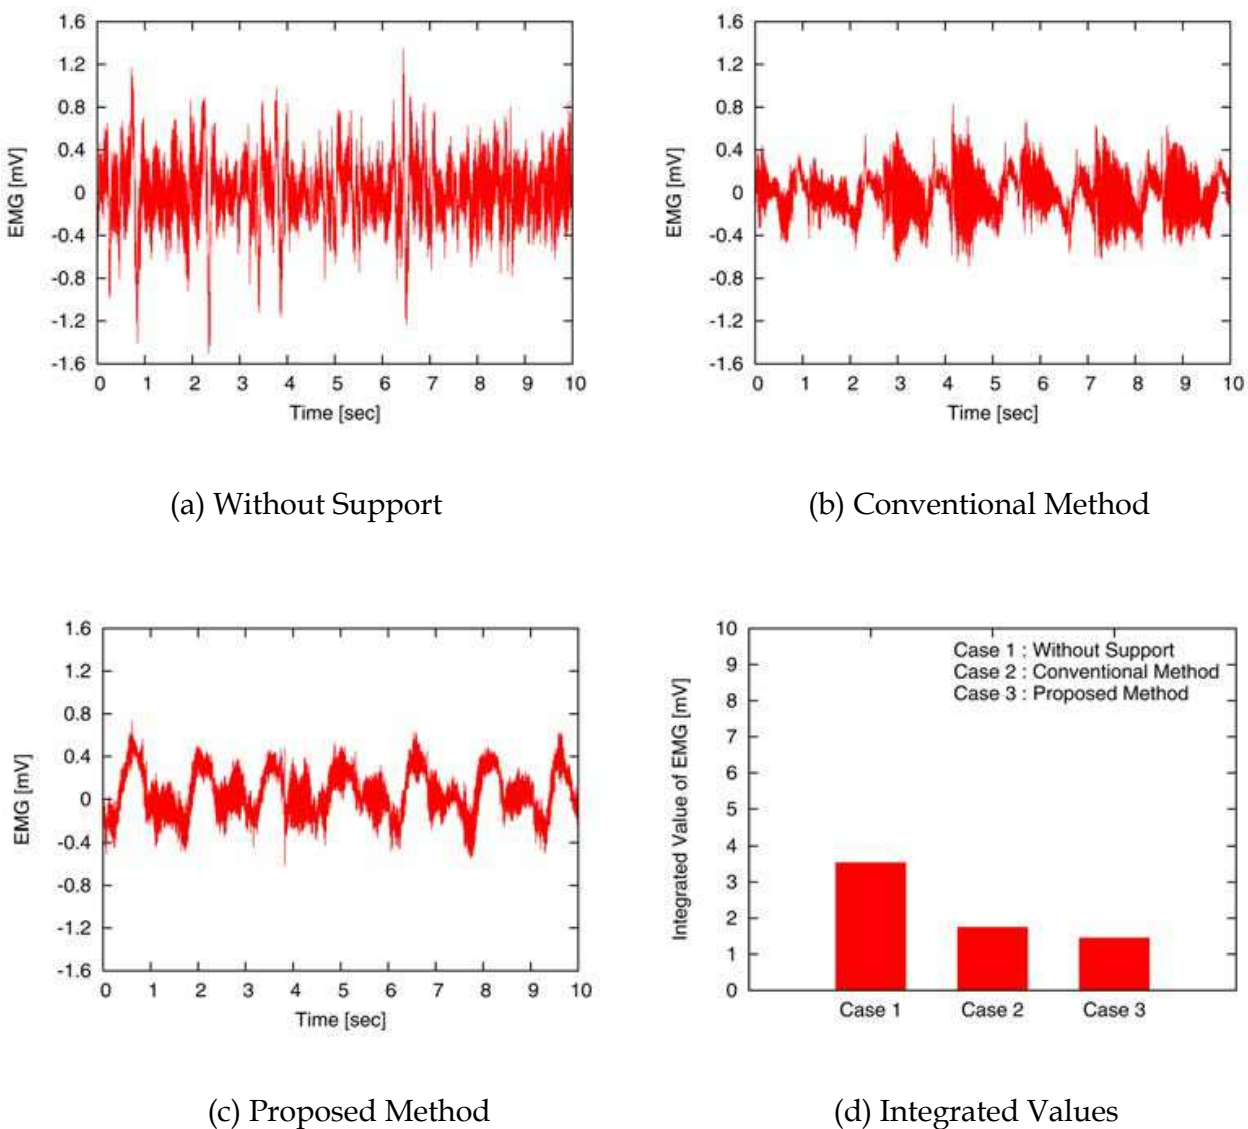 1.6
1.2
0.8
0.4
0
-0.4
-0.8
-1.2
-1.6
EMG [mV]
0 1 2 3 4 5 6 7 8 9 10
Time [sec]
(a) Without Support
1.6
1.2
0.8
0.4
0
-0.4
-0.8
-1.2
-1.6
EMG [mV]
0 1 2 3 4 5 6 7 8 9 10
Time [sec]
(b) Conventional Method
1.6
1.2
0.8
0.4
0
-0.4
-0.8
-1.2
-1.6
EMG [mV]
0 1 2 3 4 5 6 7 8 9 10
Time [sec]
(c) Proposed Method
10
9
8
7
6
5
4
3
2
1
0
Integrated Value of EMG [mV]
Case 1 : Without Support
Case 2 : Conventional Method
Case 3 : Proposed Method
Case 1 Case 2 Case 3
(d) Integrated Values